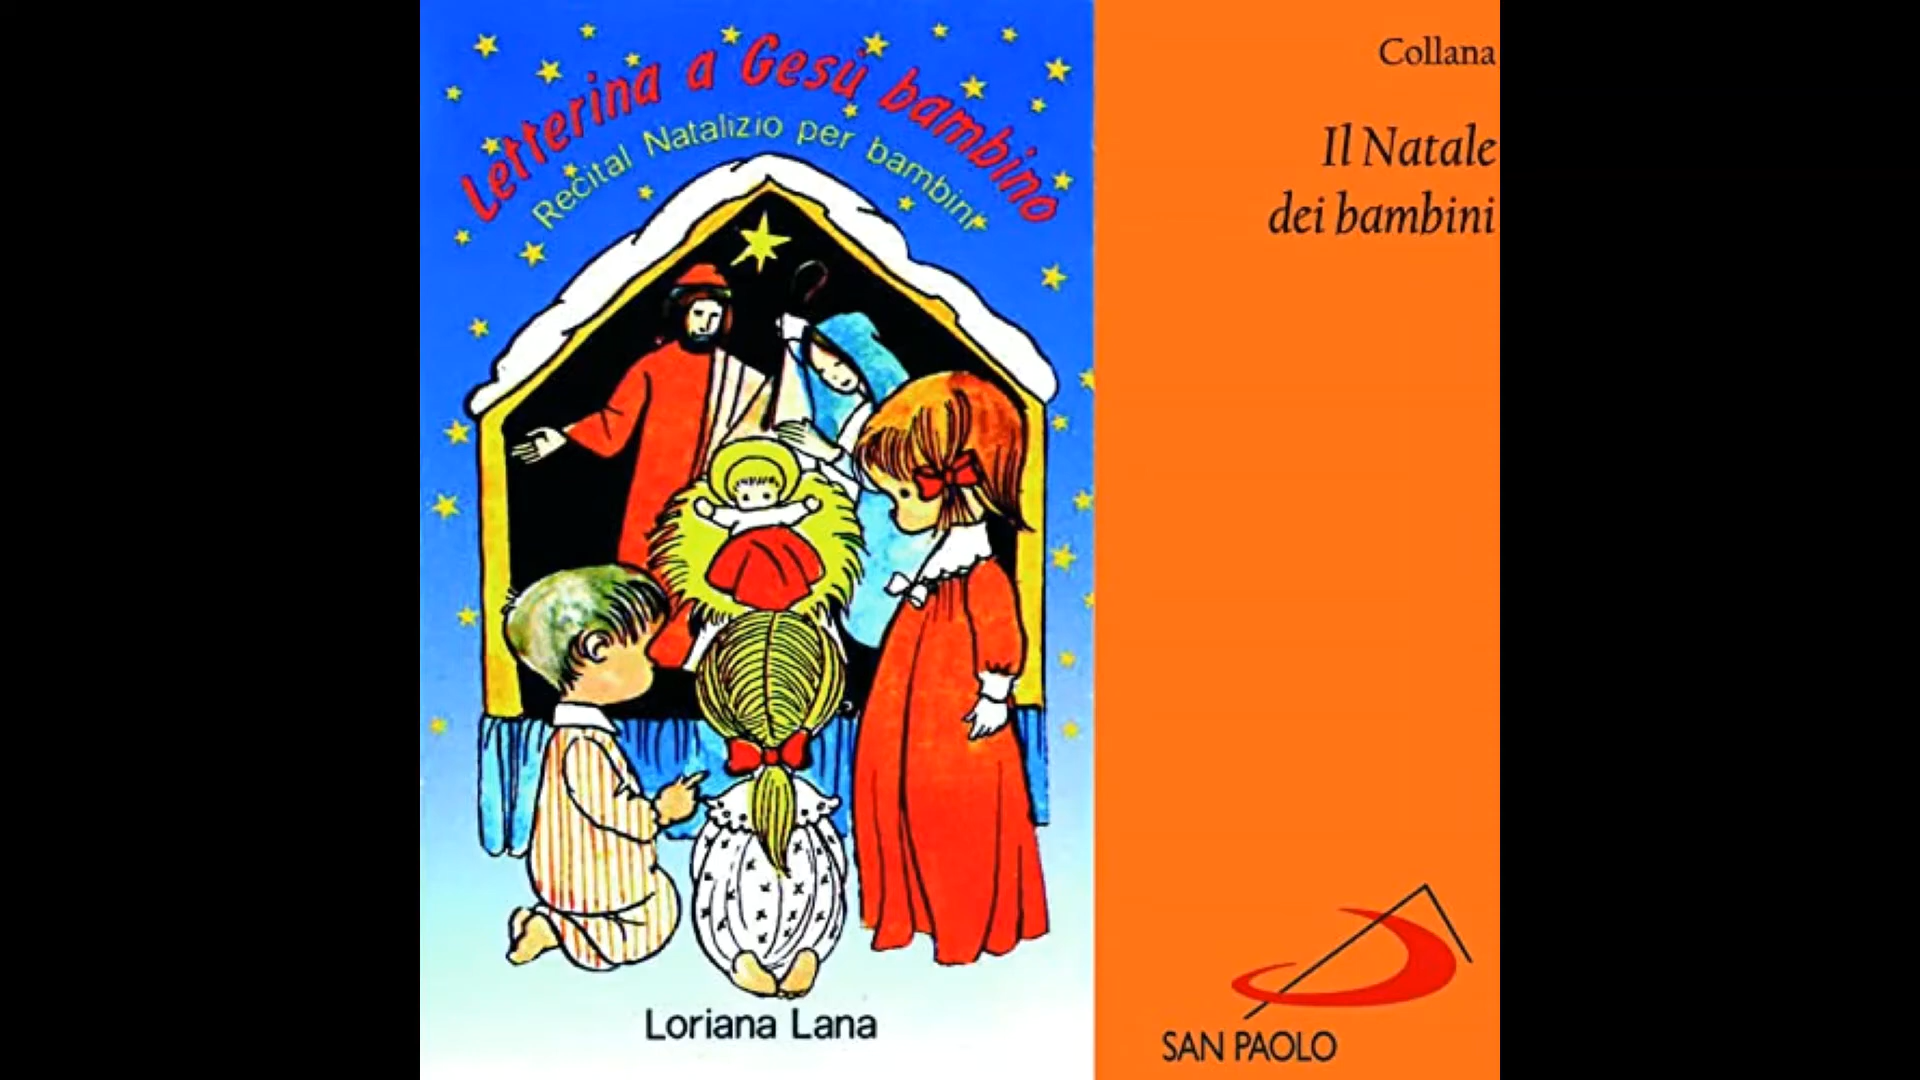 Letterina a Gesù bambino
Recital Natalizio per bambini
Loriana Lana
Collana
Il Natale
dei bambini
SAN PAOLO